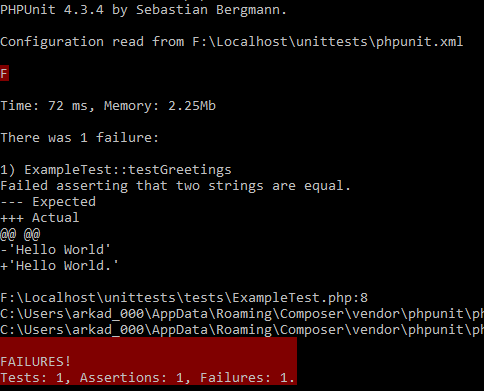 PHPUnit 4.3.4 by Sebastian Bergmann.
Configuration read from F:\Localhost\unittests\phpunit.xml
F
Time: 72 ms, Memory: 2.25Mb
There was 1 failure:
1) ExampleTest::testGreetings
Failed asserting that two strings are equal.
--- Expected
+++ Actual
@@ @@
-'Hello World'
+'Hello World.'
F:\Localhost\unittests\tests\ExampleTest.php:8
C:\Users\arkad_000\AppData\Roaming\Composer\vendor\phpunit\ph
C:\Users\arkad_000\AppData\Roaming\Composer\vendor\phpunit\ph
FAILURES!
Tests: 1, Assertions: 1, Failures: 1.